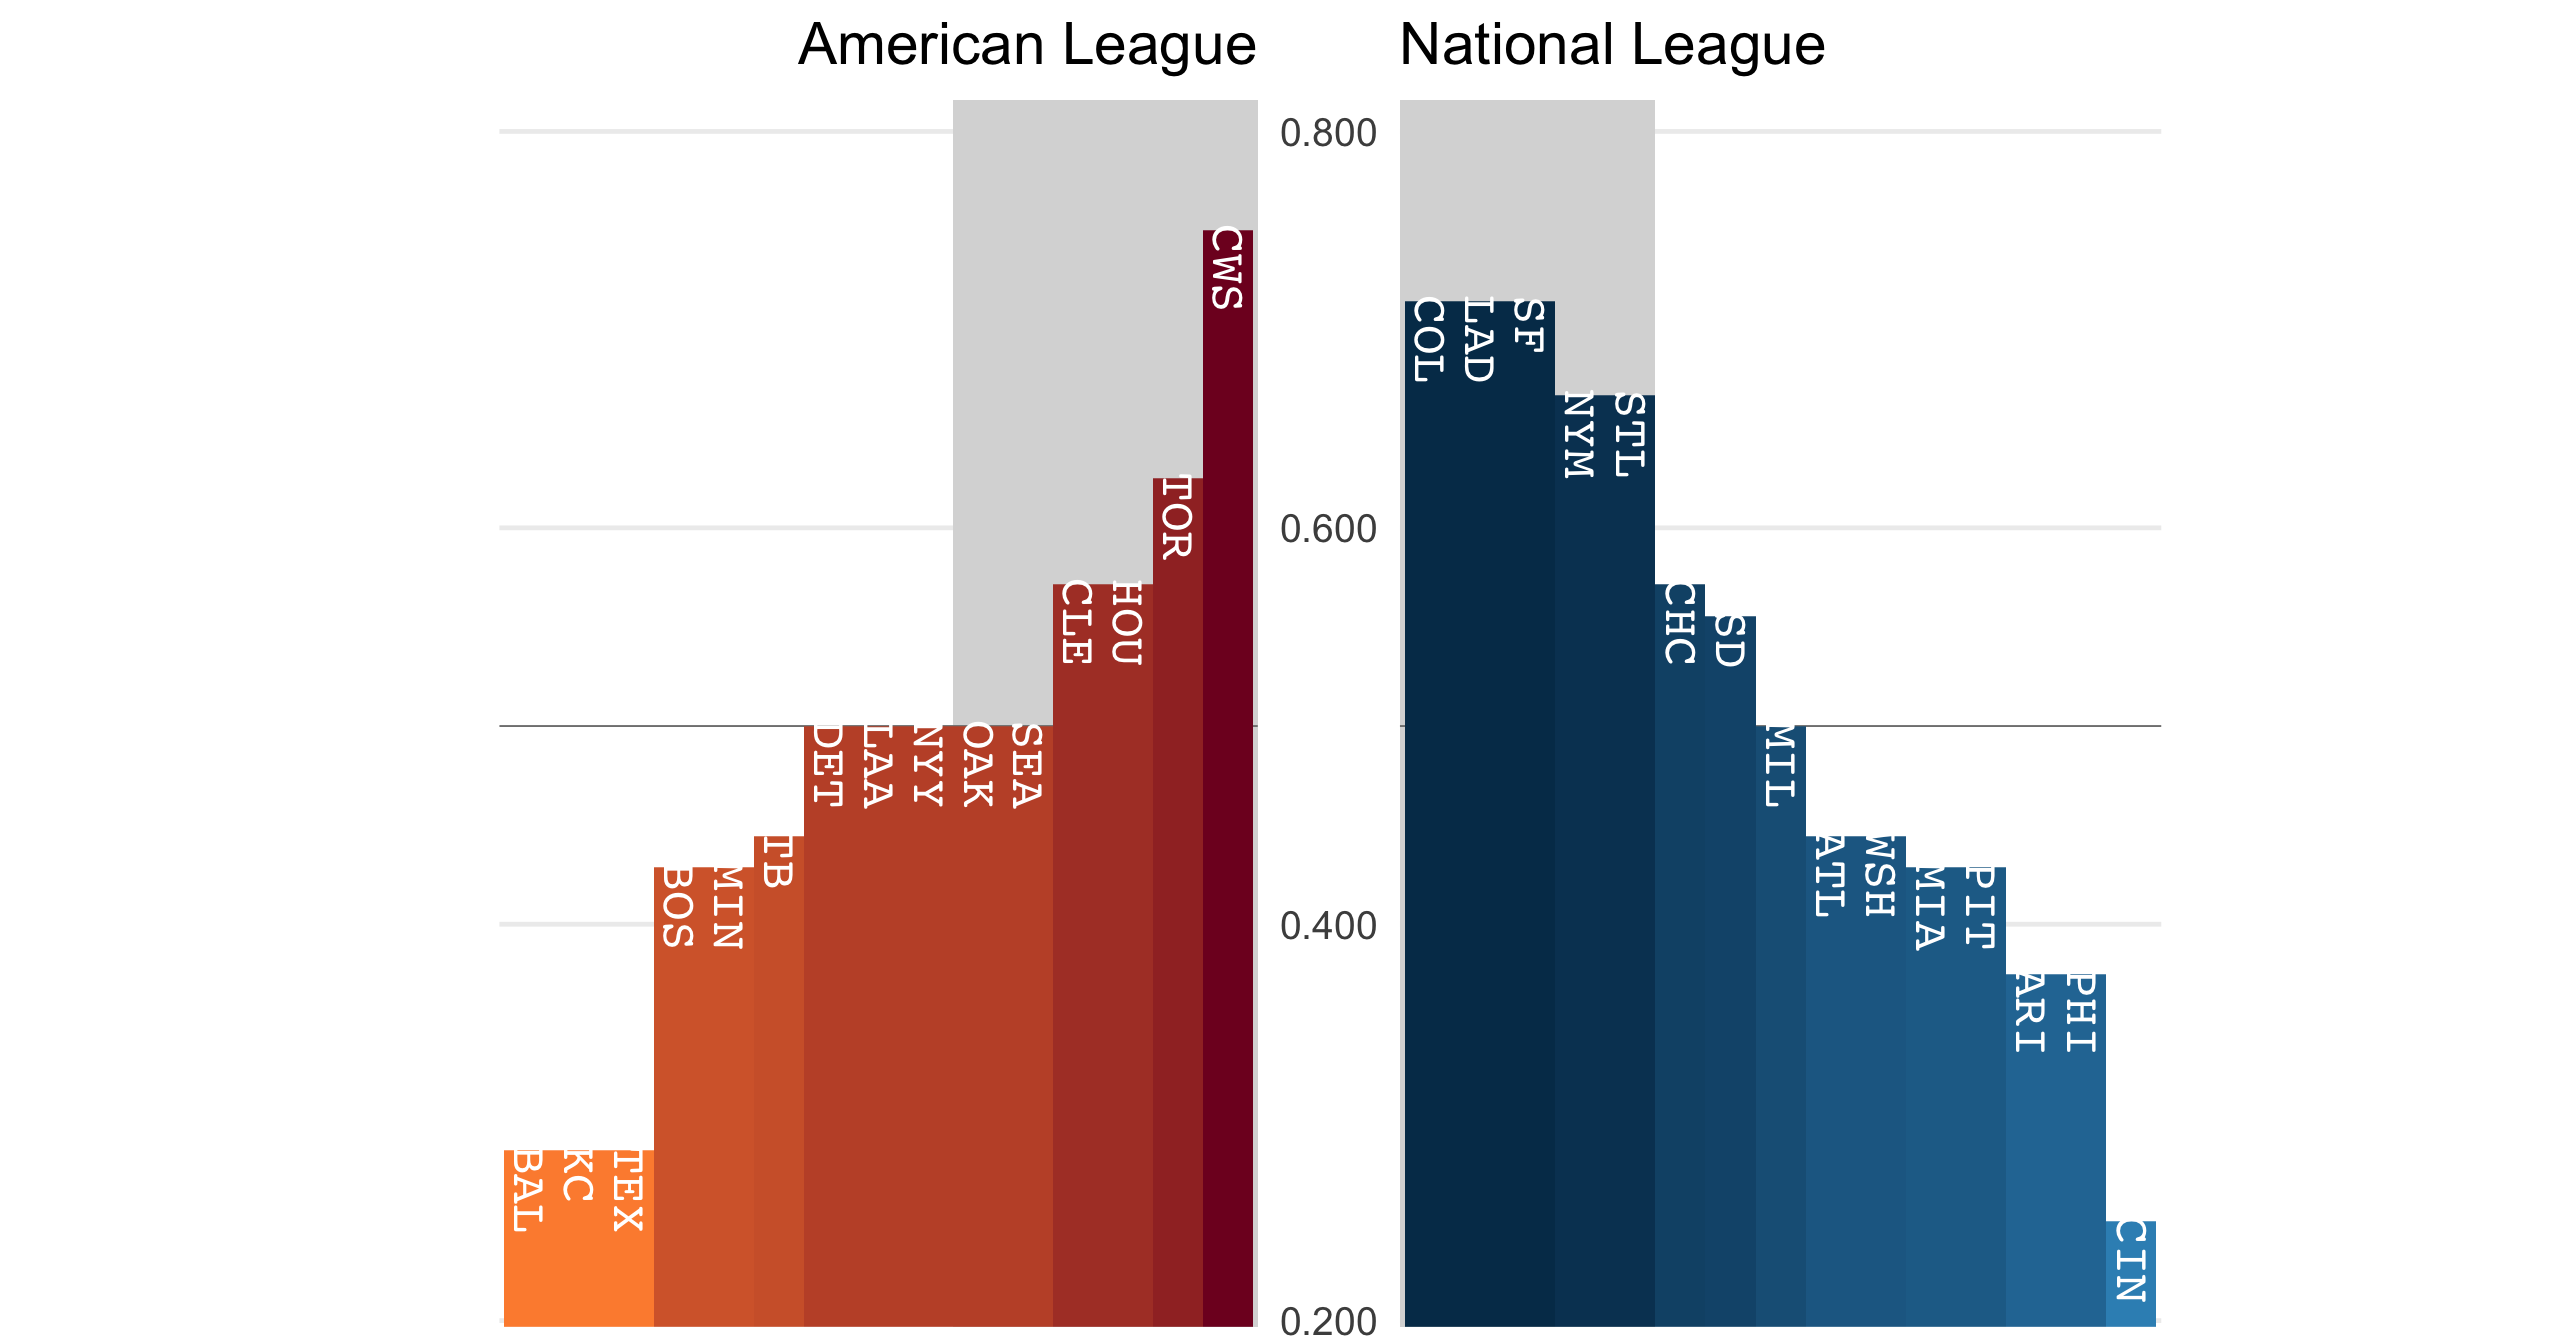 American League
National League
0.800
0.600
0.400
0.200
BAL
KC
TEX
BOS
MIN
TB
DET
LAA
NYY
OAK
SEA
CLE
HOU
TOR
CWS
COL
LAD
SF
NYM
STL
CHC
SD
MIL
ATL
WSH
MIA
PIT
ARI
PHI
CIN